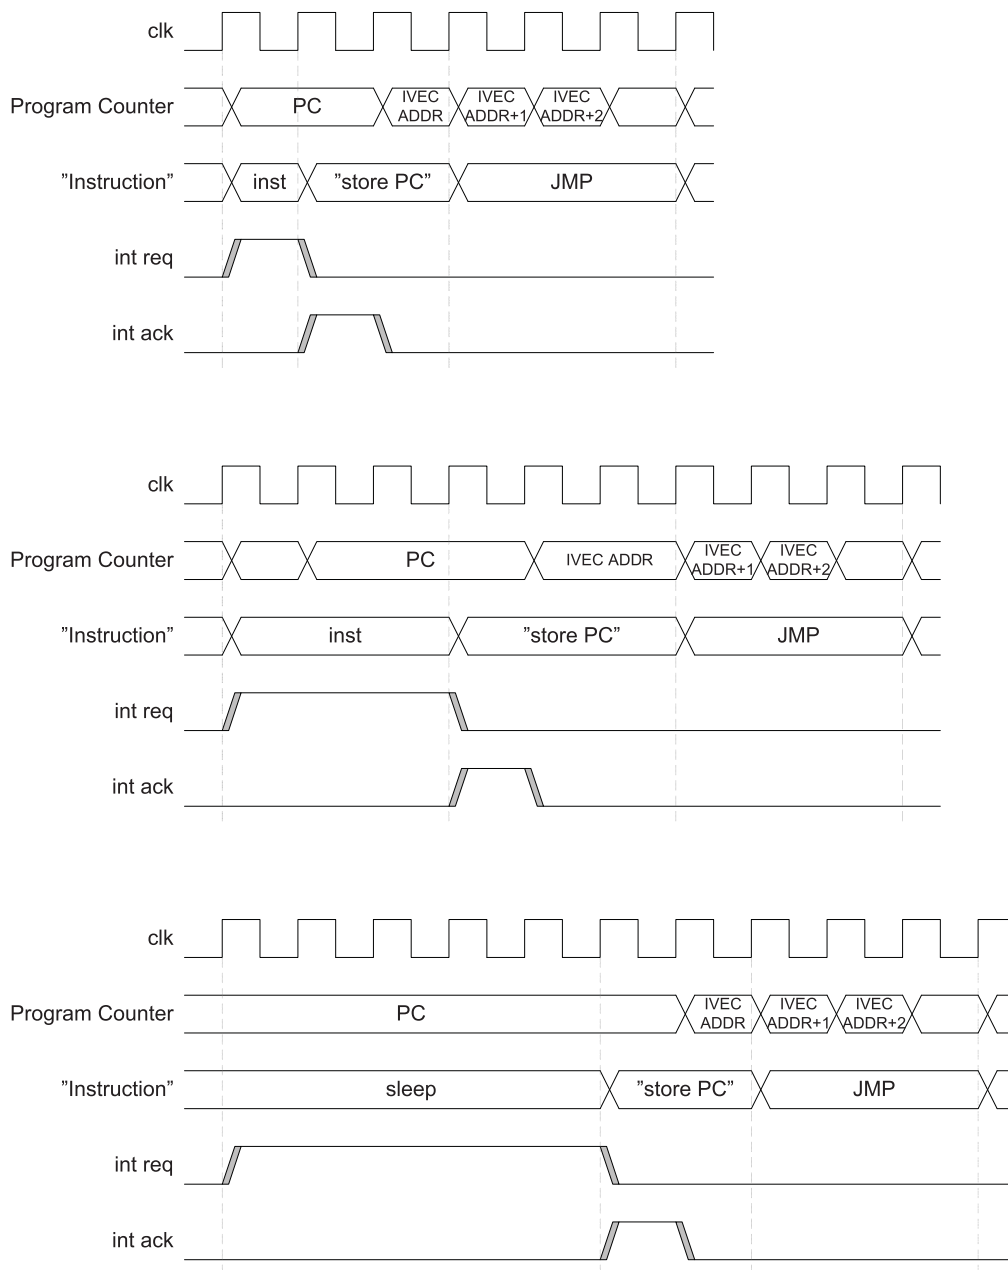 clk
Program Counter
PC
IVEC
ADDR
IVEC
ADDR+1
IVEC
ADDR+2
”Instruction”
inst
”store PC”
JMP
int req
int ack
clk
Program Counter
PC
IVEC ADDR
IVEC
ADDR+1
IVEC
ADDR+2
”Instruction”
inst
”store PC”
JMP
int req
int ack
clk
Program Counter
PC
IVEC
ADDR
IVEC
ADDR+1
IVEC
ADDR+2
”Instruction”
sleep
”store PC”
JMP
int req
int ack